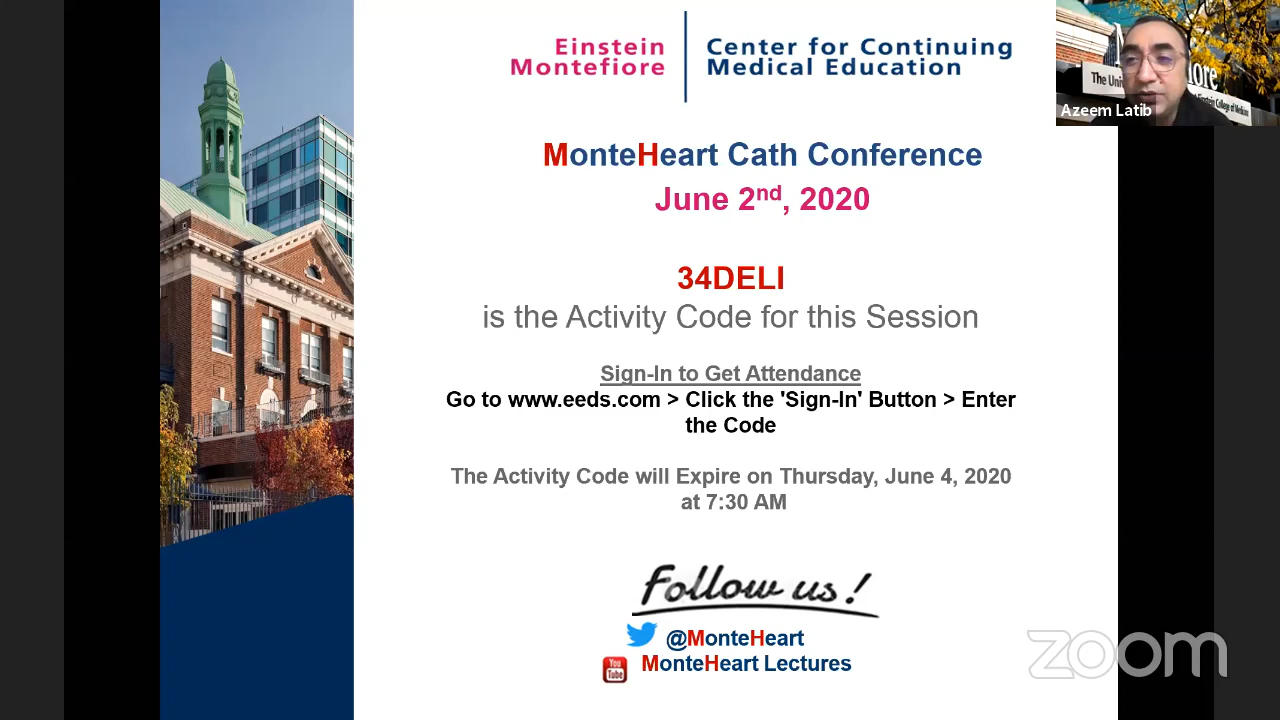 Einstein
Montefiore
Center for Continuing
Medical Education
Azeem Latib
MonteHeart Cath Conference
June 2nd, 2020
34DELI
is the Activity Code for this Session
Sign-In to Get Attendance
Go to www.eeds.com > Click the 'Sign-In' Button > Enter
the Code
The Activity Code will Expire on Thursday, June 4, 2020
at 7:30 AM
Follow us!
@MonteHeart
You
Tube
MonteHeart Lectures
zoom